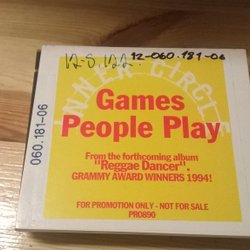 12-060.181-06
INNER CIRCLE
Games
People Play
From the forthcoming album
"Reggae Dancer".
GRAMMY AWARD WINNERS 1994!
FOR PROMOTION ONLY - NOT FOR SALE
PRO890
060.181-06